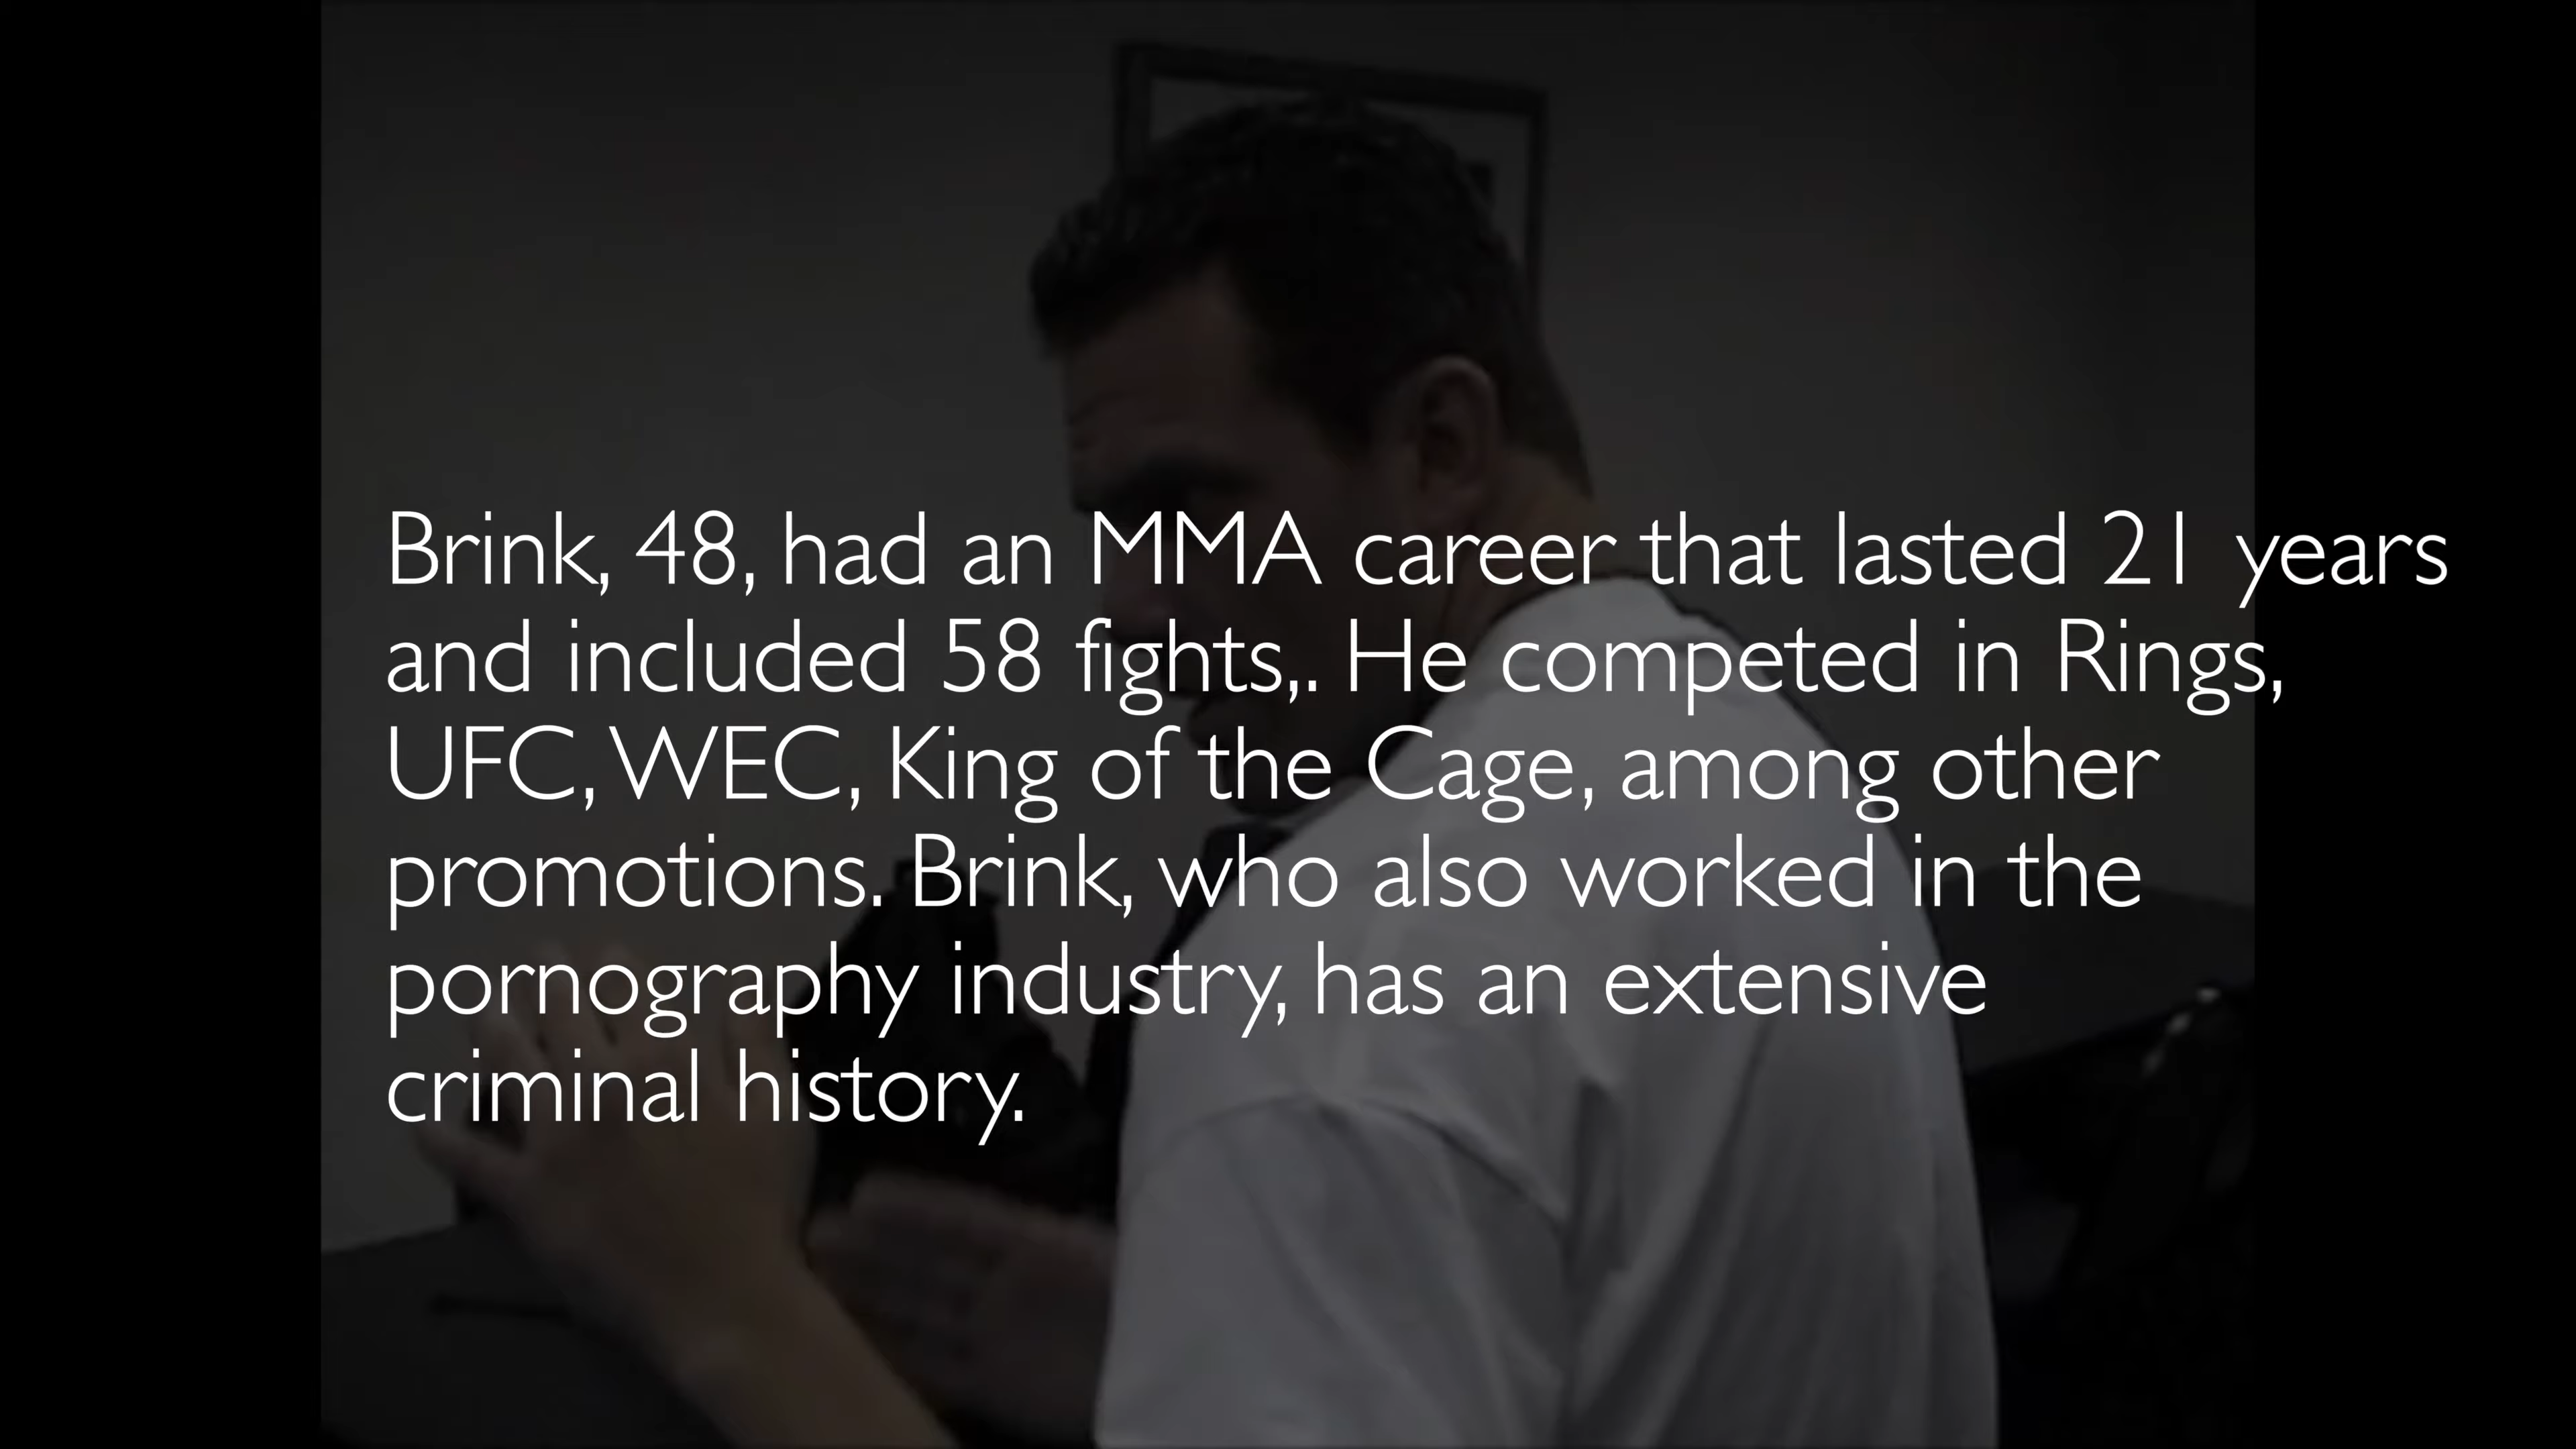 Brink, 48, had an MMA career that lasted 21 years
and included 58 fights,. He competed in Rings,
UFC, WEC, King of the Cage, among other
promotions. Brink, who also worked in the
pornography industry, has an extensive
criminal history.